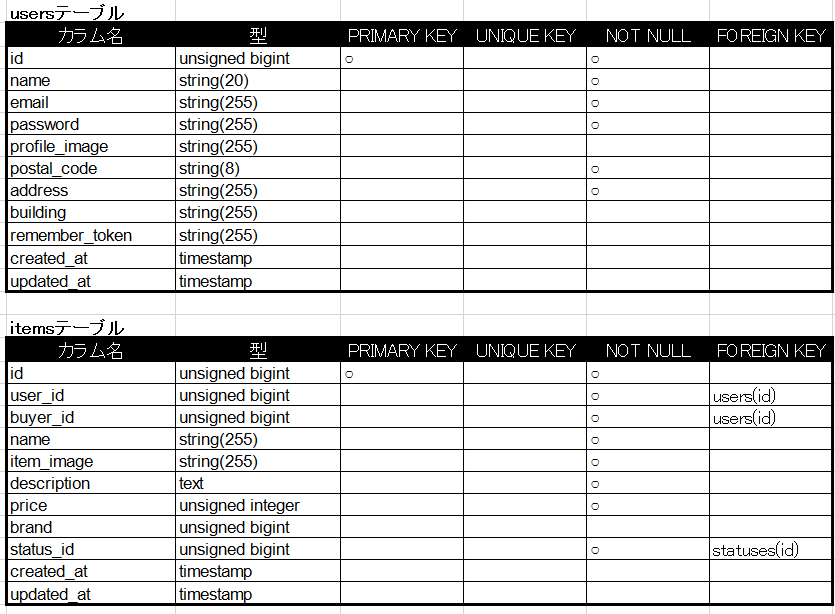 usersテーブル
カラム名 型 PRIMARY KEY UNIQUE KEY NOT NULL FOREIGN KEY
id unsigned bigint ○ ○
name string(20) ○
email string(255) ○
password string(255) ○
profile_image string(255)
postal_code string(8) ○
address string(255) ○
building string(255)
remember_token string(255)
created_at timestamp
updated_at timestamp
itemsテーブル
カラム名 型 PRIMARY KEY UNIQUE KEY NOT NULL FOREIGN KEY
id unsigned bigint ○ ○
user_id unsigned bigint ○ users(id)
buyer_id unsigned bigint ○ users(id)
name string(255) ○
item_image string(255) ○
description text ○
price unsigned integer ○
brand unsigned bigint
status_id unsigned bigint ○ statuses(id)
created_at timestamp
updated_at timestamp